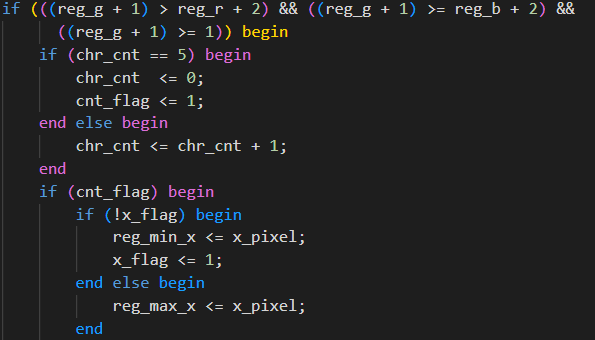 if (((reg_g + 1) > reg_r + 2) && ((reg_g + 1) >= reg_b + 2) &&
((reg_g + 1) >= 1)) begin
if (chr_cnt == 5) begin
chr_cnt <= 0;
cnt_flag <= 1;
end else begin
chr_cnt <= chr_cnt + 1;
end
if (cnt_flag) begin
if (!x_flag) begin
reg_min_x <= x_pixel;
x_flag <= 1;
end else begin
reg_max_x <= x_pixel;
end